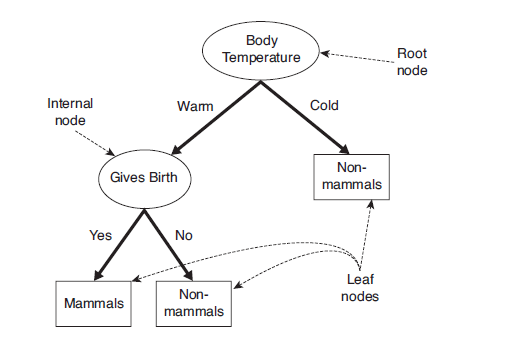 Body
Temperature
Root
node
Internal
node
Warm
Cold
Gives Birth
Non-
mammals
Yes
No
Mammals
Non-
mammals
Leaf
nodes